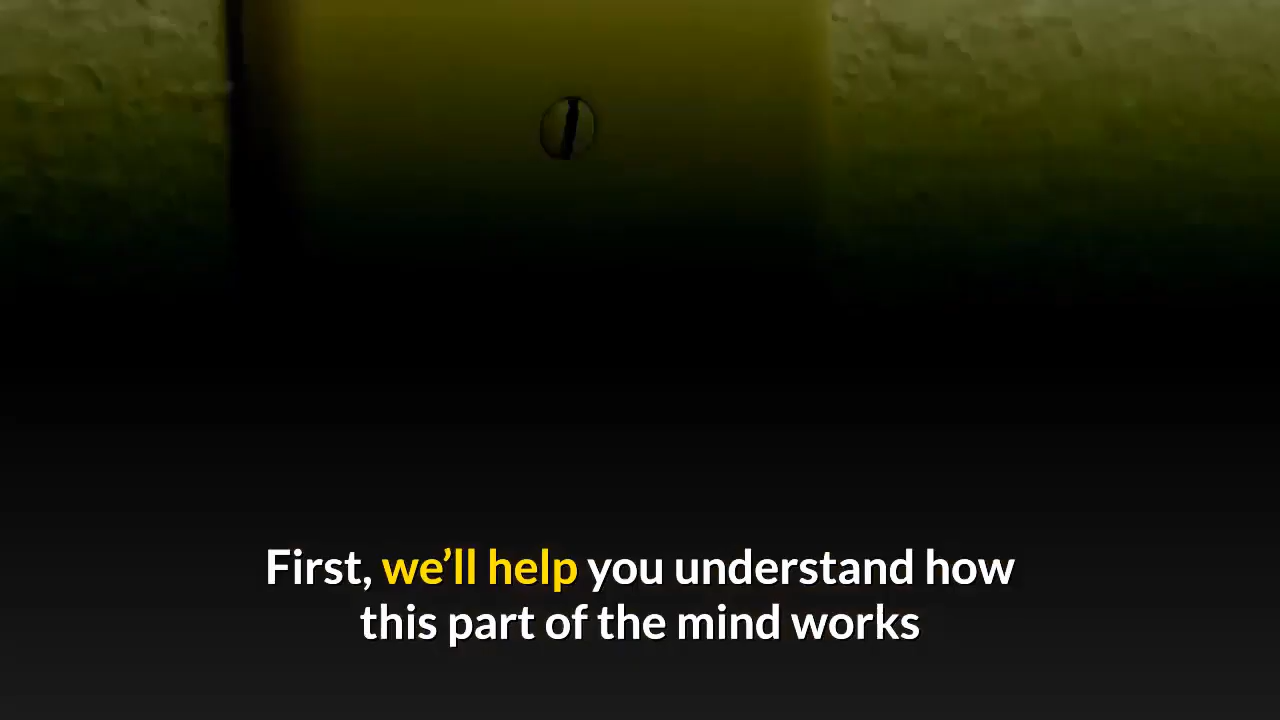 First, we’ll help you understand how
this part of the mind works